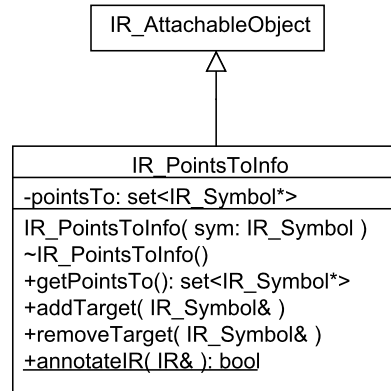 IR_AttachableObject
IR_PointsToInfo
-pointsTo: set<IR_Symbol*>
IR_PointsToInfo( sym: IR_Symbol )
~IR_PointsToInfo()
+getPointsTo(): set<IR_Symbol*>
+addTarget( IR_Symbol& )
+removeTarget( IR_Symbol& )
+annotateIR( IR& ): bool